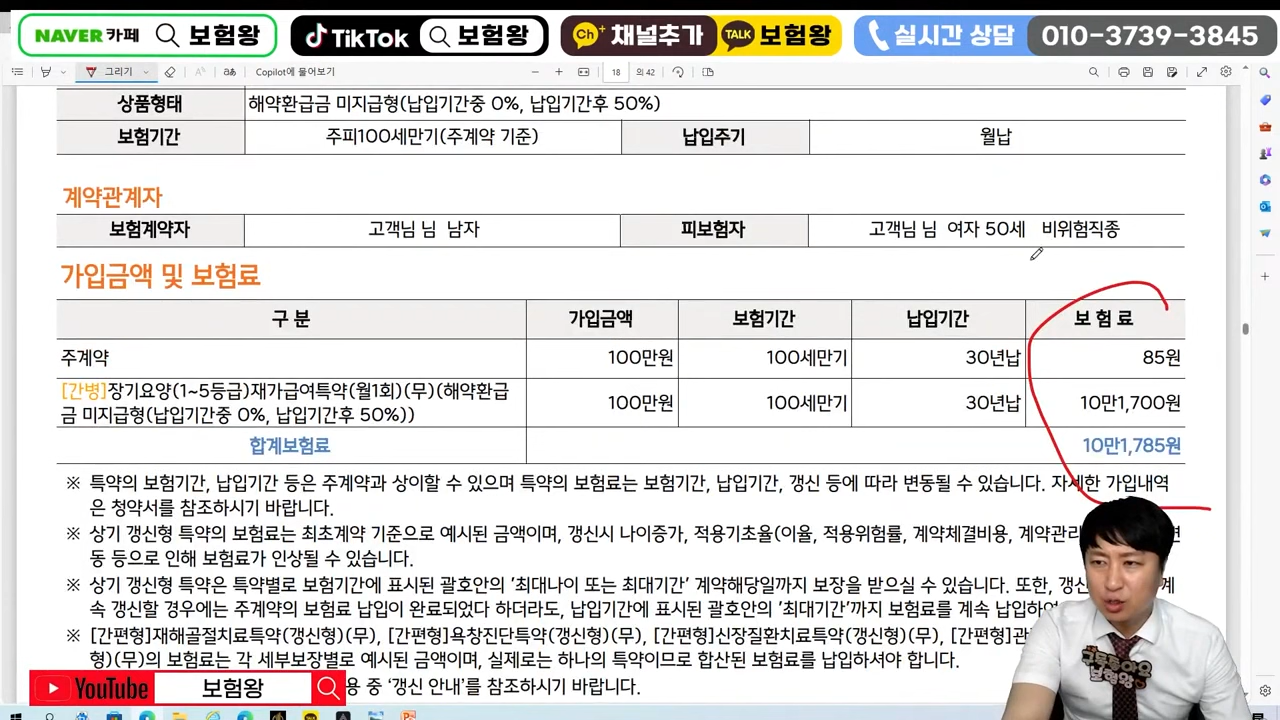 NAVER 카페 보험왕
TikTok 보험왕
Ch+ 채널추가 TALK 보험왕
실시간 상담 010-3739-3845
그리기 Copilot에 물어보기 18 의 42
상품형태 해약환급금 미지급형(납입기간중 0%, 납입기간후 50%)
보험기간 주피100세만기(주계약 기준) 납입주기 월납
계약관계자
보험계약자 고객님 님 남자 피보험자 고객님 님 여자 50세 비위험직종
가입금액 및 보험료
구 분 가입금액 보험기간 납입기간 보 험 료
주계약 100만원 100세만기 30년납 85원
[간병]장기요양(1~5등급)재가급여특약(월1회)(무)(해약환급
금 미지급형(납입기간중 0%, 납입기간후 50%)) 100만원 100세만기 30년납 10만1,700원
합계보험료 10만1,785원
※ 특약의 보험기간, 납입기간 등은 주계약과 상이할 수 있으며 특약의 보험료는 보험기간, 납입기간, 갱신 등에 따라 변동될 수 있습니다. 자세한 가입내역
은 청약서를 참조하시기 바랍니다.
※ 상기 갱신형 특약의 보험료는 최초계약 기준으로 예시된 금액이며, 갱신시 나이증가, 적용기초율(이율, 적용위험률, 계약체결비용, 계약관리 변
동 등으로 인해 보험료가 인상될 수 있습니다.
※ 상기 갱신형 특약은 특약별로 보험기간에 표시된 괄호안의 '최대나이 또는 최대기간' 계약해당일까지 보장을 받으실 수 있습니다. 또한, 갱신 계
속 갱신할 경우에는 주계약의 보험료 납입이 완료되었다 하더라도, 납입기간에 표시된 괄호안의 '최대기간'까지 보험료를 계속 납입하여
※ [간편형]재해골절치료특약(갱신형)(무), [간편형]욕창진단특약(갱신형)(무), [간편형]신장질환치료특약(갱신형)(무), [간편형]관
형)(무)의 보험료는 각 세부보장별로 예시된 금액이며, 실제로는 하나의 특약이므로 합산된 보험료를 납입하셔야 합니다.
용 중 '갱신 안내'를 참조하시기 바랍니다.
YouTube 보험왕
구독좋아요
보험왕